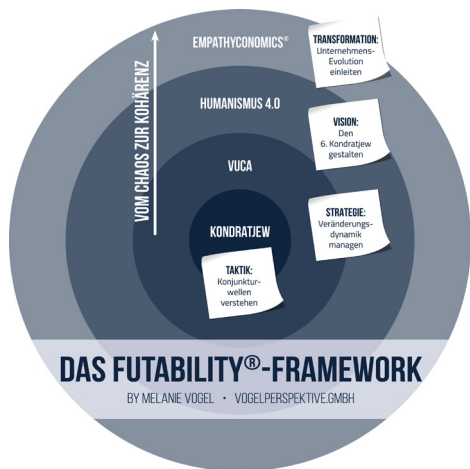 EMPATHYCONOMICS®
TRANSFORMATION:
Unternehmens-
Evolution
einleiten
HUMANISMUS 4.0
VISION:
Den
6. Kondratjew
gestalten
VUCA
STRATEGIE:
Veränderungs-
dynamik
managen
KONDRATJEW
TAKTIK:
Konjunktur-
wellen
verstehen
VOM CHAOS ZUR KOHÄRENZ
DAS FUTABILITY®-FRAMEWORK
BY MELANIE VOGEL • VOGELPERSPEKTIVE.GMBH